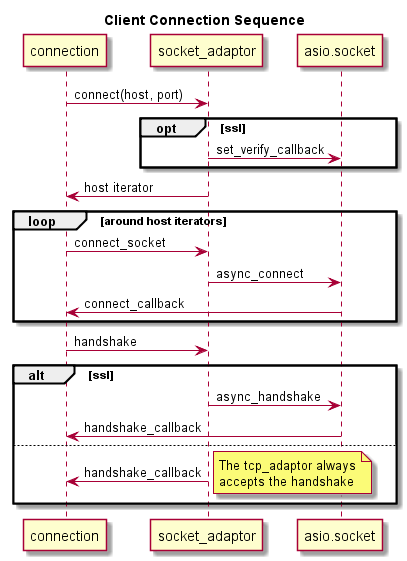 Client Connection Sequence
connection
socket_adaptor
asio.socket
connect(host, port)
opt
[ssl]
set_verify_callback
host iterator
loop
[around host iterators]
connect_socket
async_connect
connect_callback
handshake
alt
[ssl]
async_handshake
handshake_callback
handshake_callback
The tcp_adaptor always
accepts the handshake
connection
socket_adaptor
asio.socket